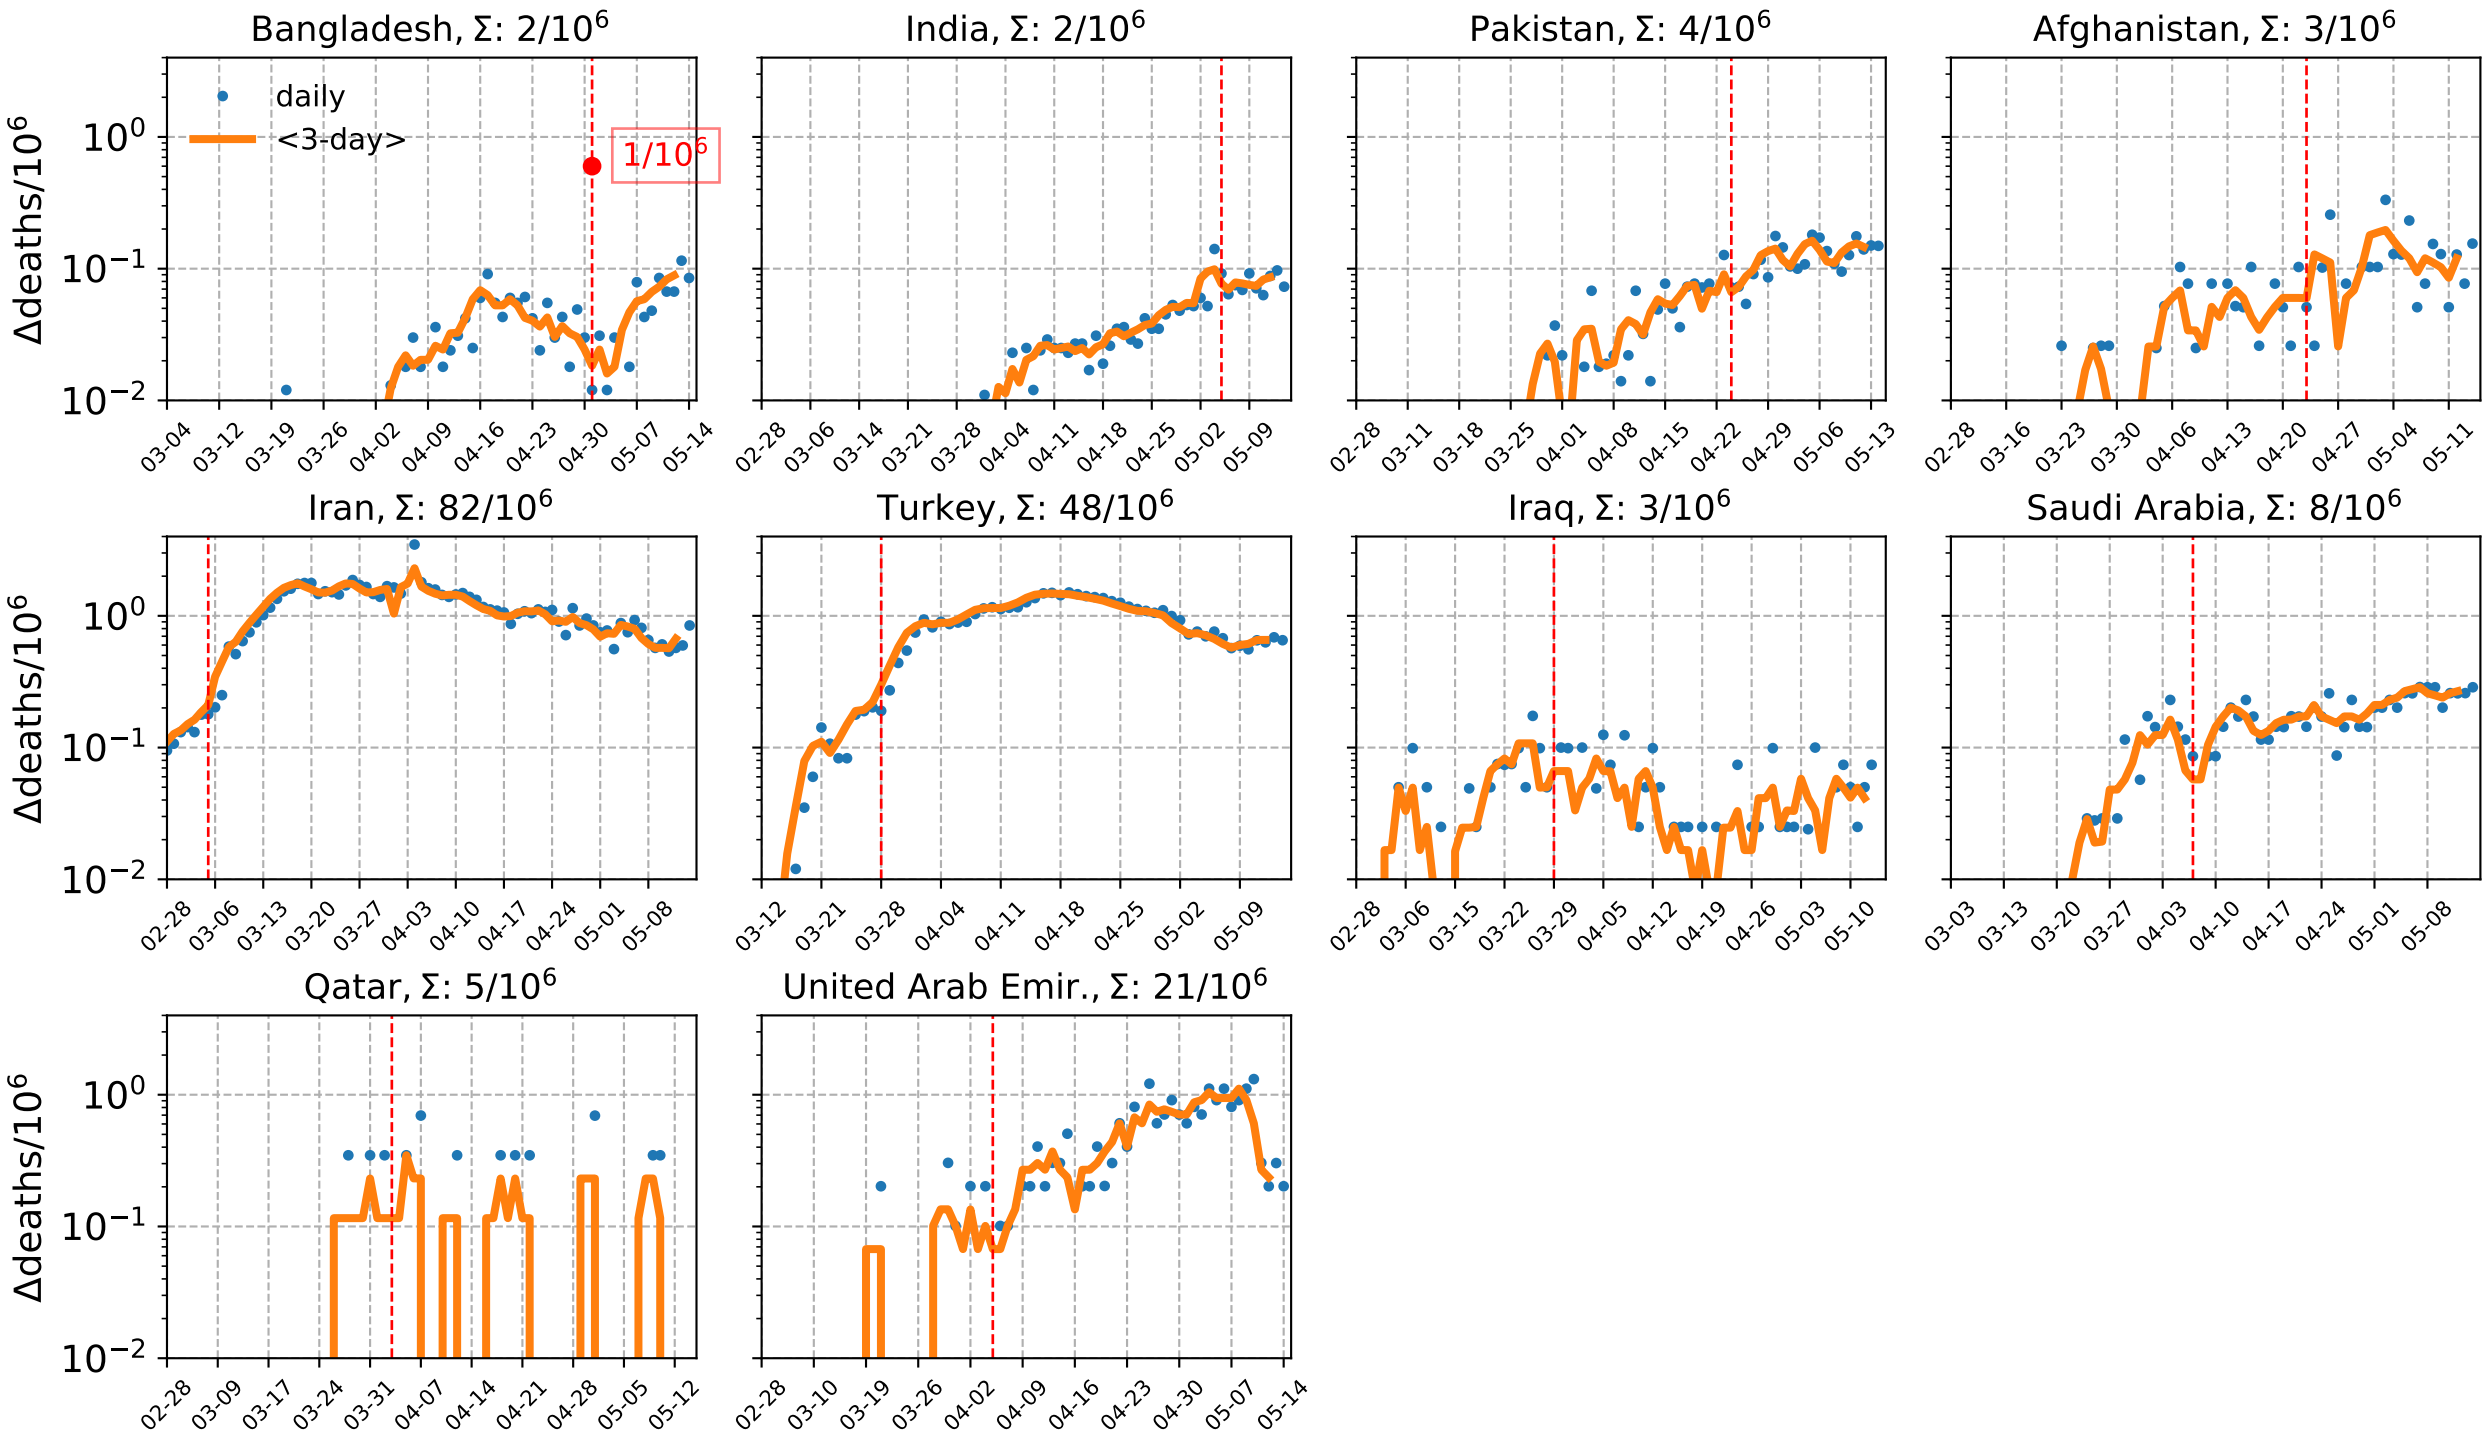 Bangladesh, Σ: 2/10⁶
India, Σ: 2/10⁶
Pakistan, Σ: 4/10⁶
Afghanistan, Σ: 3/10⁶
Δdeaths/10⁶
10⁰
10⁻¹
10⁻²
daily
<3-day>
1/10⁶
03-04 03-12 03-19 03-26 04-02 04-09 04-16 04-23 04-30 05-07 05-14
02-28 03-06 03-14 03-21 03-28 04-04 04-11 04-18 04-25 05-02 05-09
02-28 03-11 03-18 03-25 04-01 04-08 04-15 04-22 04-29 05-06 05-13
02-28 03-16 03-23 03-30 04-06 04-13 04-20 04-27 05-04 05-11
Iran, Σ: 82/10⁶
Turkey, Σ: 48/10⁶
Iraq, Σ: 3/10⁶
Saudi Arabia, Σ: 8/10⁶
Δdeaths/10⁶
10⁰
10⁻¹
10⁻²
02-28 03-06 03-13 03-20 03-27 04-03 04-10 04-17 04-24 05-01 05-08
03-12 03-21 03-28 04-04 04-11 04-18 04-25 05-02 05-09
02-28 03-06 03-15 03-22 03-29 04-05 04-12 04-19 04-26 05-03 05-10
03-03 03-13 03-20 03-27 04-03 04-10 04-17 04-24 05-01 05-08
Qatar, Σ: 5/10⁶
United Arab Emir., Σ: 21/10⁶
Δdeaths/10⁶
10⁰
10⁻¹
10⁻²
02-28 03-09 03-17 03-24 03-31 04-07 04-14 04-21 04-28 05-05 05-12
02-28 03-10 03-19 03-26 04-02 04-09 04-16 04-23 04-30 05-07 05-14